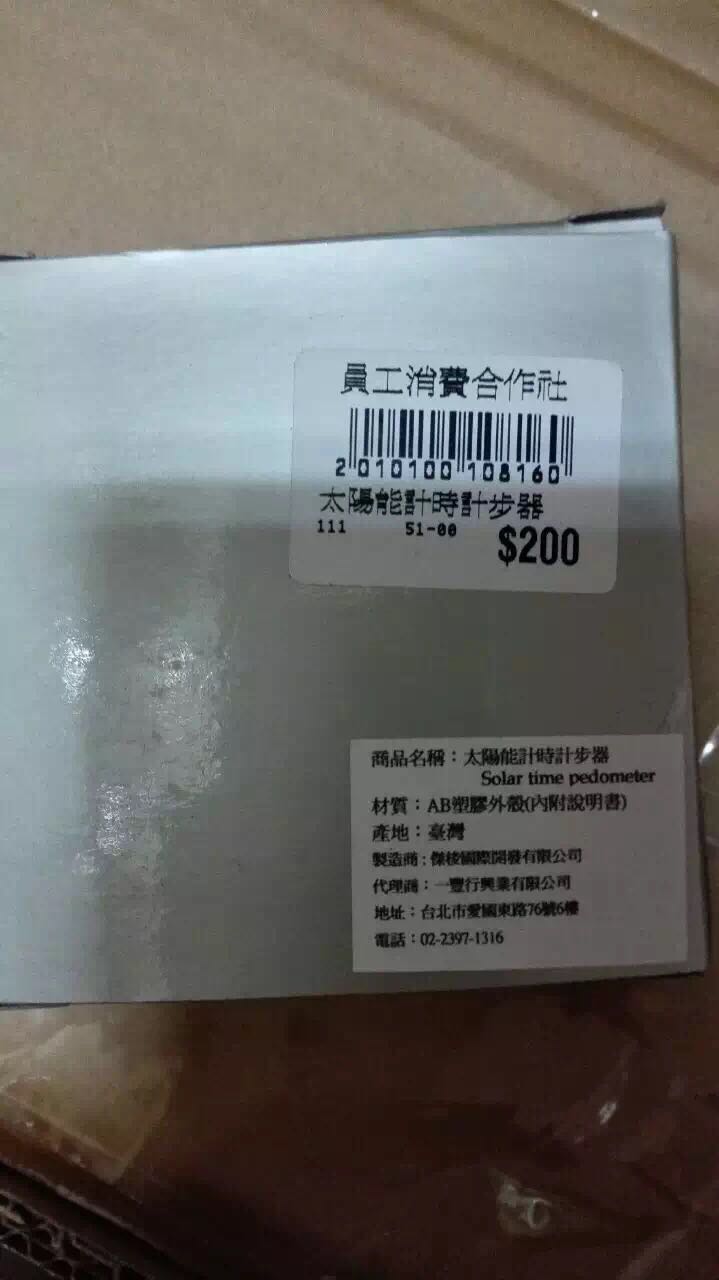 員工消費合作社
2 010100 108160
太陽能計時計步器
111 51-00 $200
商品名稱：太陽能計時計步器
Solar time pedometer
材質：AB塑膠外殼(內附說明書)
產地：臺灣
製造商：傑棱國際開發有限公司
代理商：一豐行興業有限公司
地址：台北市愛國東路76號6樓
電話：02-2397-1316